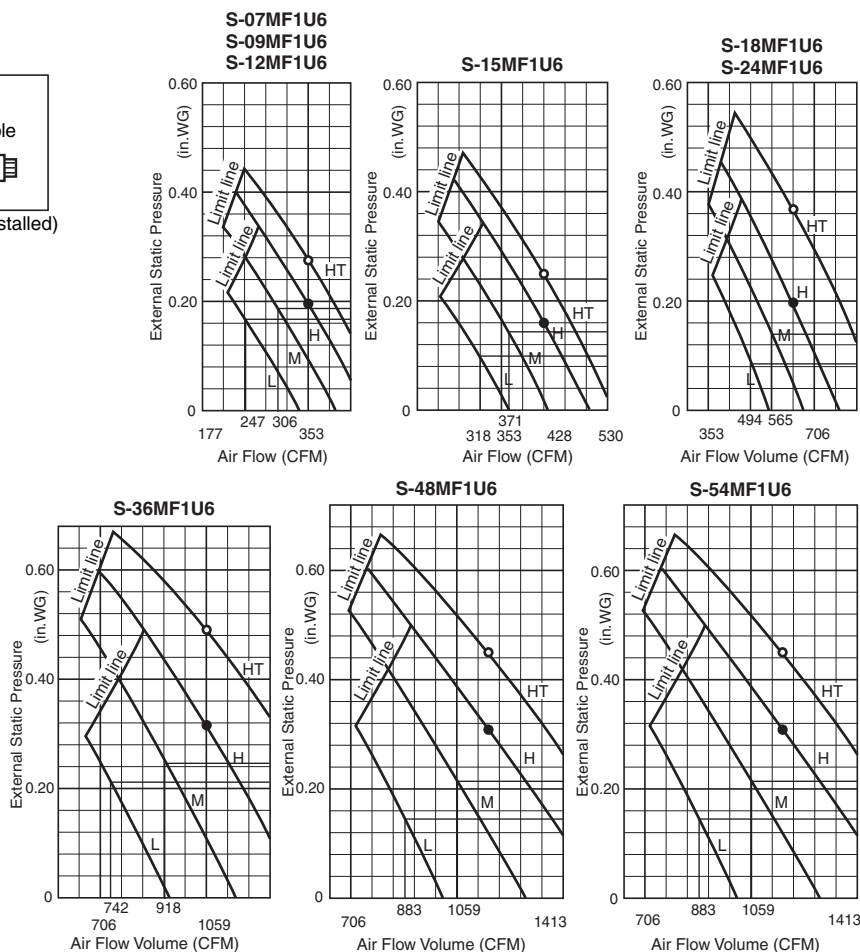 ole
stalled)
S-07MF1U6
S-09MF1U6
S-12MF1U6
0.60
0.40
0.20
0
External Static Pressure
(in.WG)
Limit line
Limit line
HT
H
M
L
247 306
177 353
Air Flow (CFM)
S-15MF1U6
0.60
0.40
0.20
0
External Static Pressure
(in.WG)
Limit line
Limit line
HT
H
M
L
371
318 353 428 530
Air Flow (CFM)
S-18MF1U6
S-24MF1U6
0.60
0.40
0.20
0
External Static Pressure
(in.WG)
Limit line
Limit line
HT
H
M
L
494 565
353 706
Air Flow Volume (CFM)
S-36MF1U6
0.60
0.40
0.20
0
External Static Pressure
(in.WG)
Limit line
Limit line
HT
H
M
L
742 918
706 1059
Air Flow Volume (CFM)
S-48MF1U6
0.60
0.40
0.20
0
External Static Pressure
(in.WG)
Limit line
Limit line
HT
H
M
L
883 1059
706 1413
Air Flow Volume (CFM)
S-54MF1U6
0.60
0.40
0.20
0
External Static Pressure
(in.WG)
Limit line
Limit line
HT
H
M
L
883 1059
706 1413
Air Flow Volume (CFM)